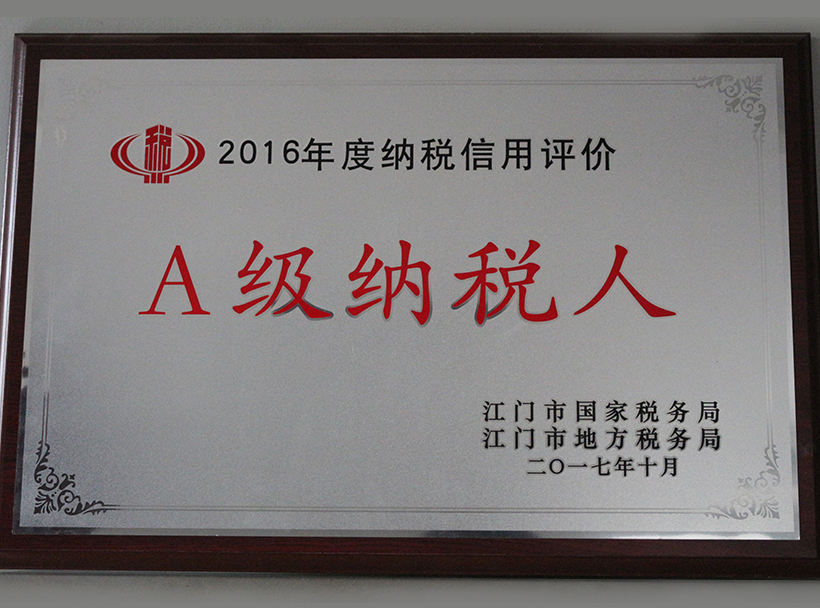 税 2016年度纳税信用评价
A级纳税人
江门市国家税务局
江门市地方税务局
二〇一七年十月